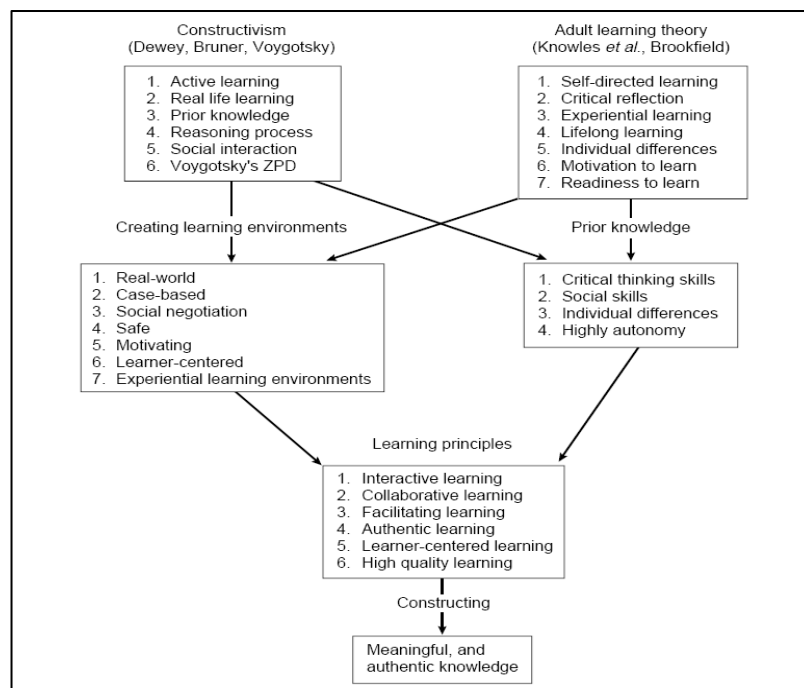 Constructivism
(Dewey, Bruner, Voygotsky)
1. Active learning
2. Real life learning
3. Prior knowledge
4. Reasoning process
5. Social interaction
6. Voygotsky's ZPD
Adult learning theory
(Knowles et al., Brookfield)
1. Self-directed learning
2. Critical reflection
3. Experiential learning
4. Lifelong learning
5. Individual differences
6. Motivation to learn
7. Readiness to learn
Creating learning environments
Prior knowledge
1. Real-world
2. Case-based
3. Social negotiation
4. Safe
5. Motivating
6. Learner-centered
7. Experiential learning environments
1. Critical thinking skills
2. Social skills
3. Individual differences
4. Highly autonomy
Learning principles
1. Interactive learning
2. Collaborative learning
3. Facilitating learning
4. Authentic learning
5. Learner-centered learning
6. High quality learning
Constructing
Meaningful, and
authentic knowledge